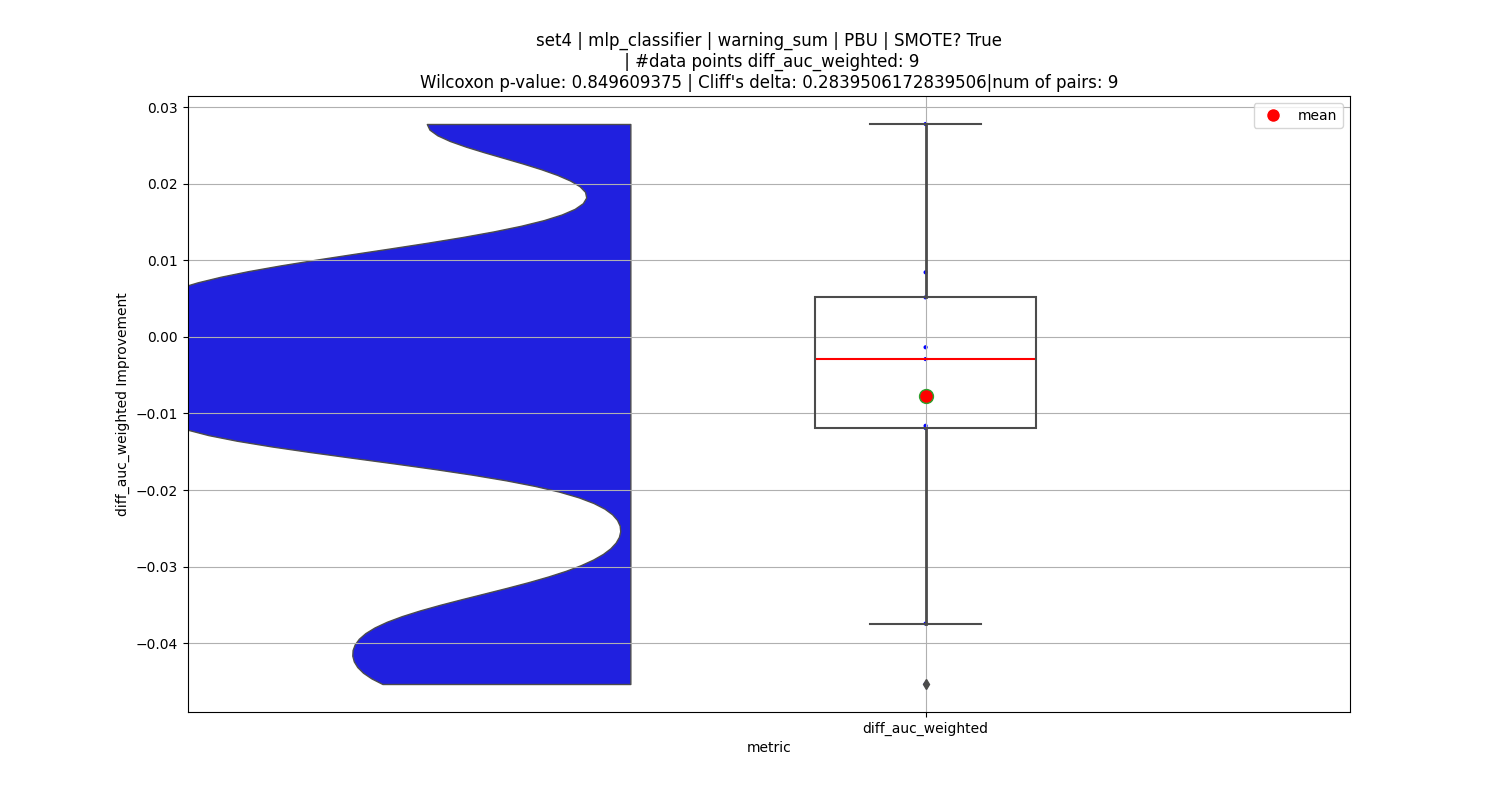 set4 | mlp_classifier | warning_sum | PBU | SMOTE? True
| #data points diff_auc_weighted: 9
Wilcoxon p-value: 0.849609375 | Cliff's delta: 0.2839506172839506|num of pairs: 9
mean
0.03
0.02
0.01
0.00
−0.01
−0.02
−0.03
−0.04
diff_auc_weighted Improvement
diff_auc_weighted
metric